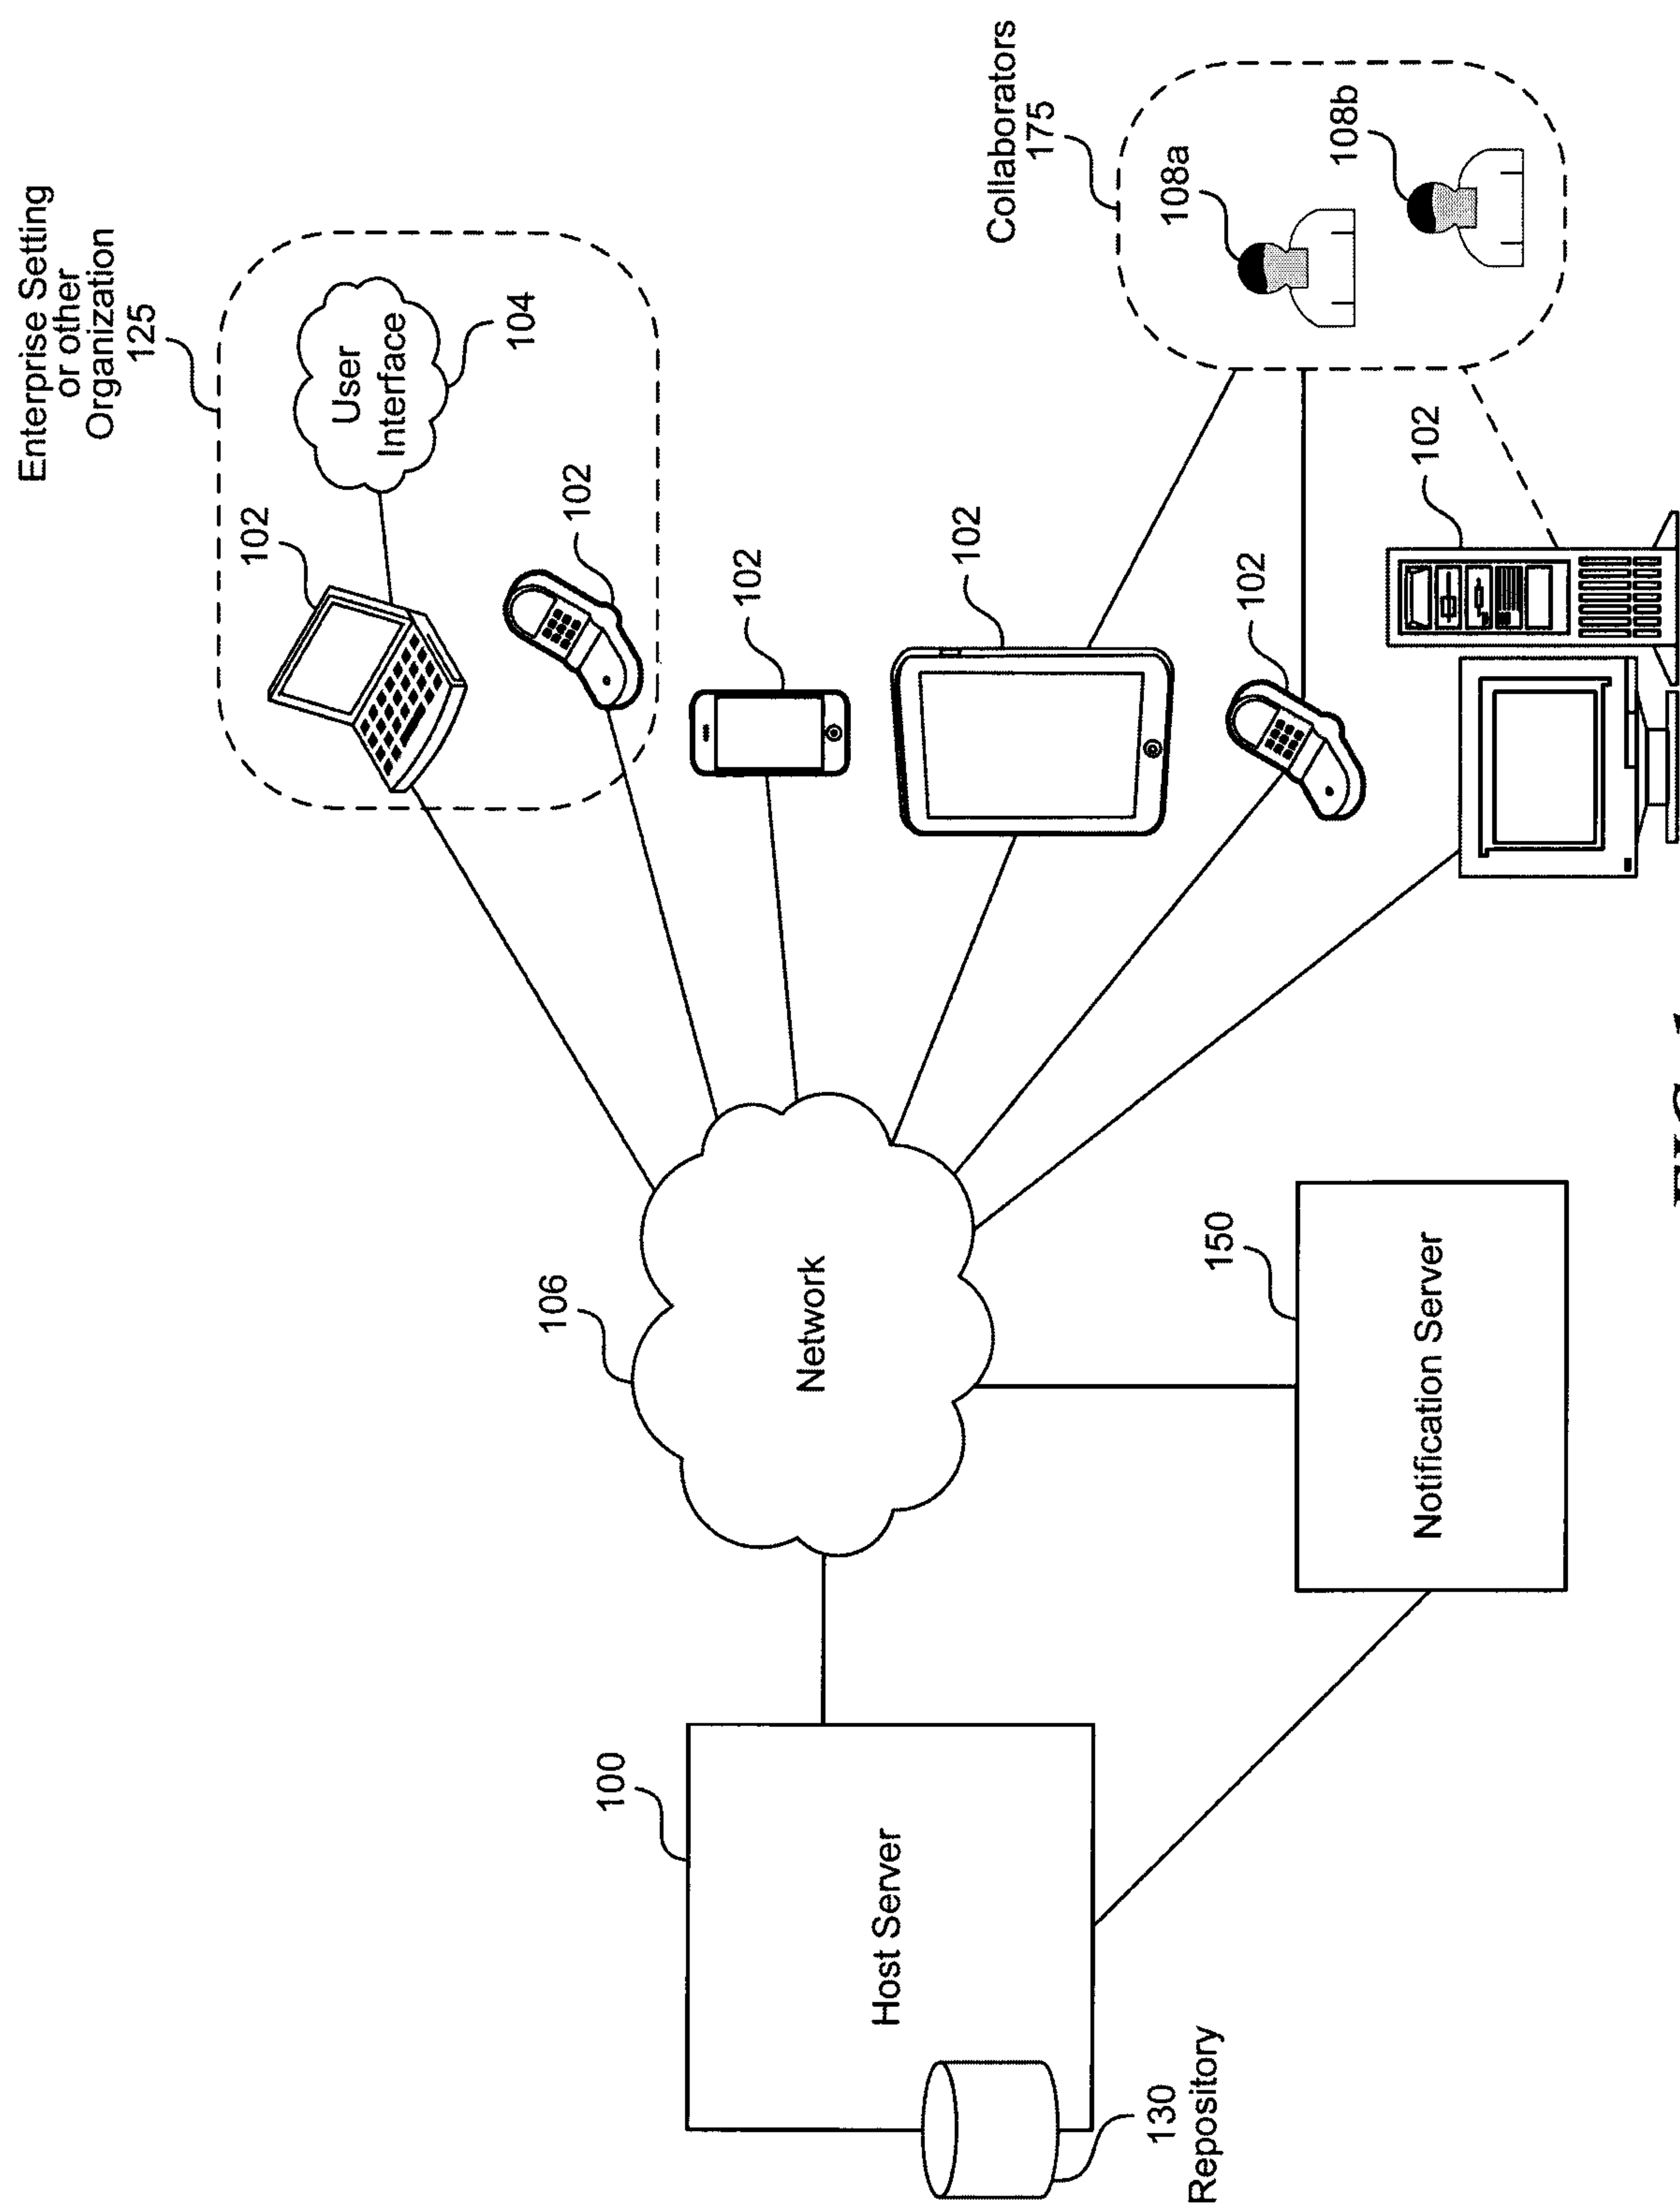 Enterprise Setting
or other
Organization
125
102
User
Interface
104
102
102
102
102
102
Collaborators
175
108a
108b
106
Network
150
Notification Server
100
Host Server
130
Repository